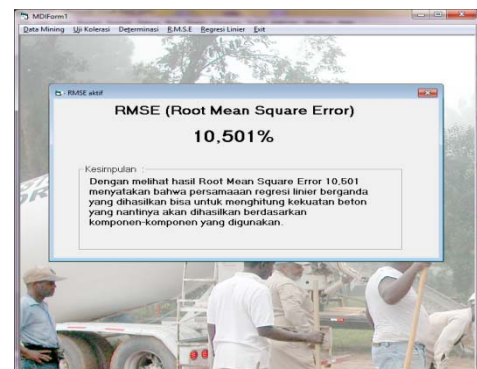 MDIForm1
Data Mining Uji Kolerasi Determinasi R.M.S.E Regresi Linier Exit
RMSE aktif
RMSE (Root Mean Square Error)
10,501%
Kesimpulan :
Dengan melihat hasil Root Mean Square Error 10,501
menyatakan bahwa persamaaan regresi linier berganda
yang dihasilkan bisa untuk menghitung kekuatan beton
yang nantinya akan dihasilkan berdasarkan
komponen-komponen yang digunakan.